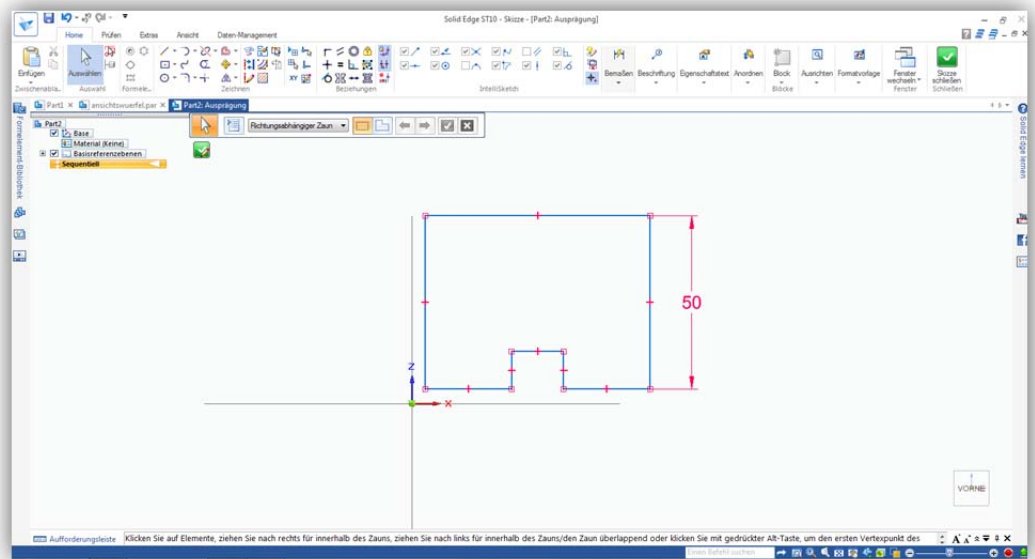 Solid Edge ST10 - Skizze - [Part2: Ausprägung]
Home Prüfen Extras Ansicht Daten-Management
Einfügen Auswählen Bemaßen Beschriftung Eigenschaftstext Anordnen Block Ausrichten Formatvorlage Fenster wechseln Skizze schließen
Zwischenabla... Auswahl Formele... Zeichnen Beziehungen IntelliSketch Blöcke Fenster Schließen
Part1 ansichtswuerfel.par Part2: Ausprägung
Formelement-Bibliothek
Solid Edge lernen
Richtungsabhängiger Zaun
Part2
Base
Material (Keine)
Basisreferenzebenen
Sequentiell
50
Z
X
VORNE
Aufforderungsleiste Klicken Sie auf Elemente, ziehen Sie nach rechts für innerhalb des Zauns, ziehen Sie nach links für innerhalb des Zauns/den Zaun überlappend oder klicken Sie mit gedrückter Alt-Taste, um den ersten Vertexpunkt des
Einen Befehl suchen